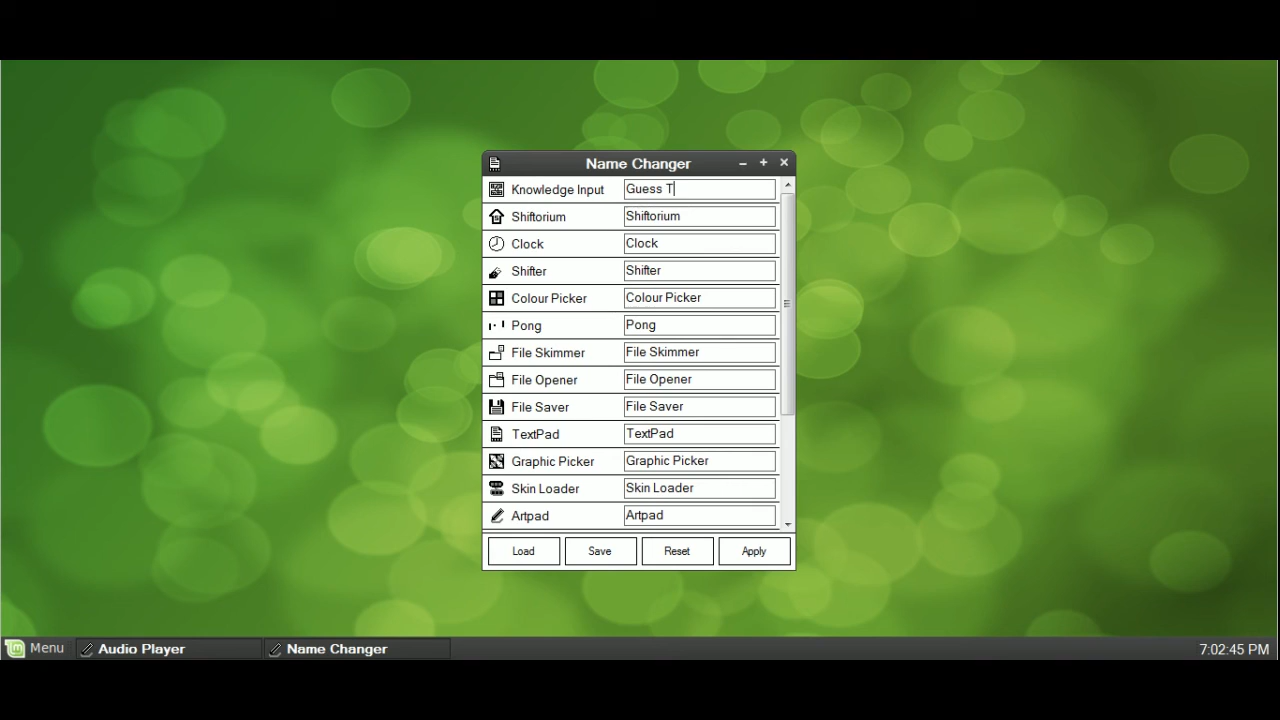 Name Changer
Knowledge Input Guess T
Shiftorium Shiftorium
Clock Clock
Shifter Shifter
Colour Picker Colour Picker
Pong Pong
File Skimmer File Skimmer
File Opener File Opener
File Saver File Saver
TextPad TextPad
Graphic Picker Graphic Picker
Skin Loader Skin Loader
Artpad Artpad
Load Save Reset Apply
Menu Audio Player Name Changer 7:02:45 PM